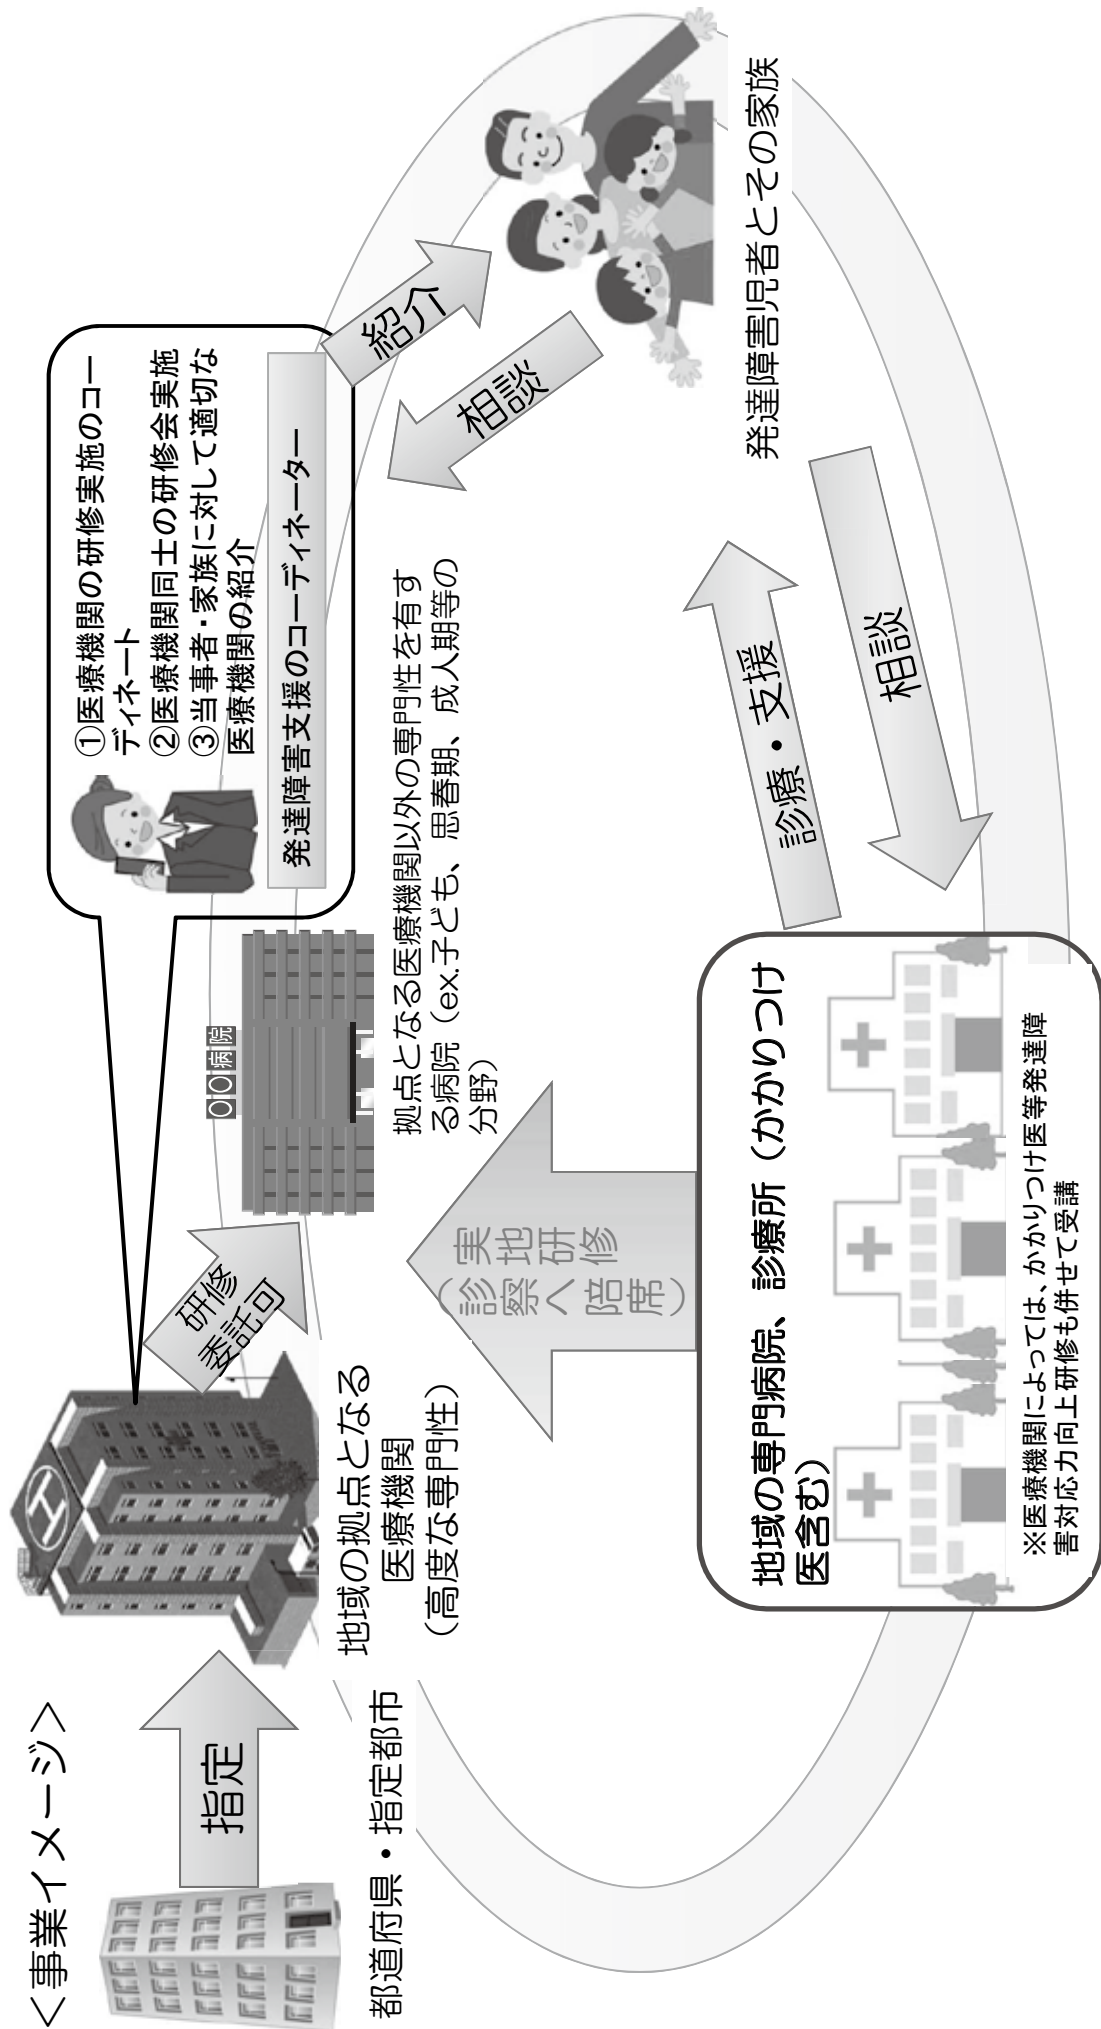 ＜事業イメージ＞
都道府県・指定都市
指定
地域の拠点となる
医療機関
（高度な専門性）
研修
委託可
〇〇病院
拠点となる医療機関以外の専門性を有す
る病院（ex.子ども、思春期、成人期等の
分野）
①医療機関の研修実施のコー
ディネート
②医療機関同士の研修会実施
③当事者・家族に対して適切な
医療機関の紹介
発達障害支援のコーディネーター
紹介
相談
発達障害児者とその家族
実地研修
（診察へ陪席）
診療・支援
相談
地域の専門病院、診療所（かかりつけ
医含む）
※医療機関によっては、かかりつけ医等発達障
害対応力向上研修も併せて受講